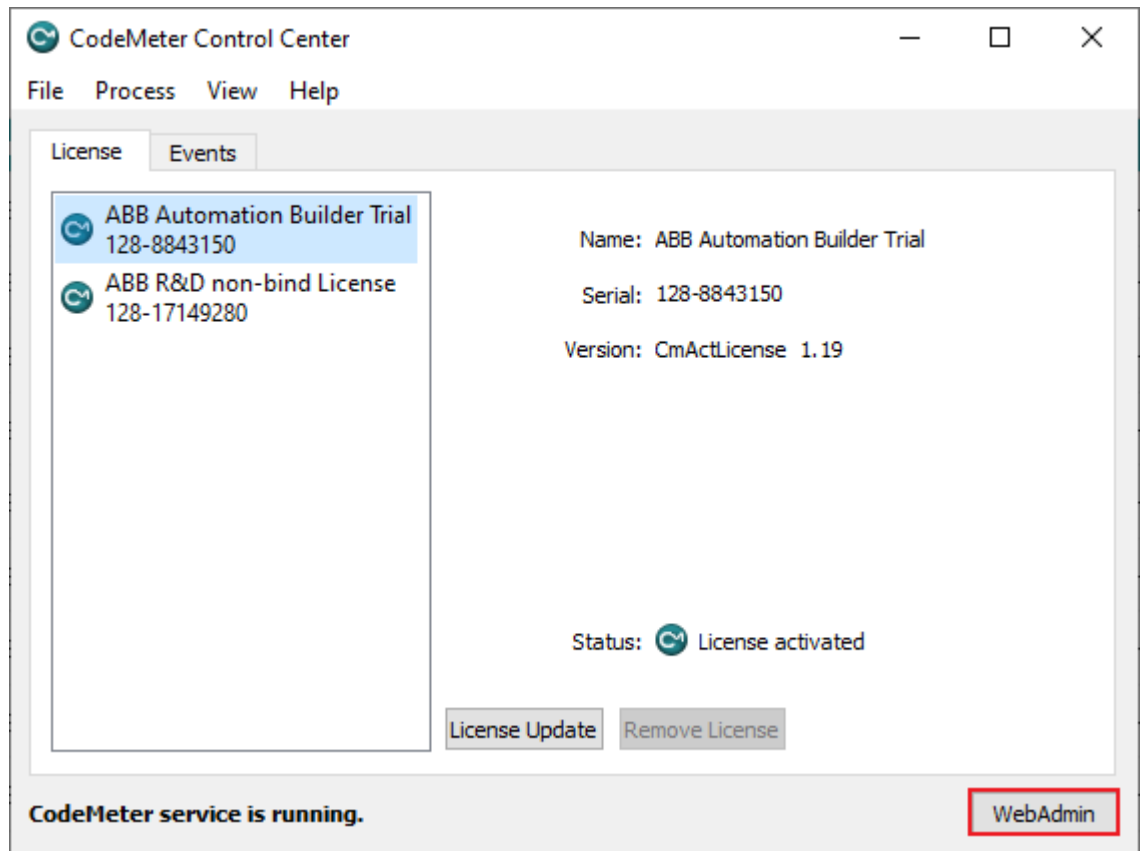 CodeMeter Control Center
File Process View Help
License Events
ABB Automation Builder Trial
128-8843150
ABB R&D non-bind License
128-17149280
Name: ABB Automation Builder Trial
Serial: 128-8843150
Version: CmActLicense 1.19
Status: License activated
License Update Remove License
CodeMeter service is running.
WebAdmin